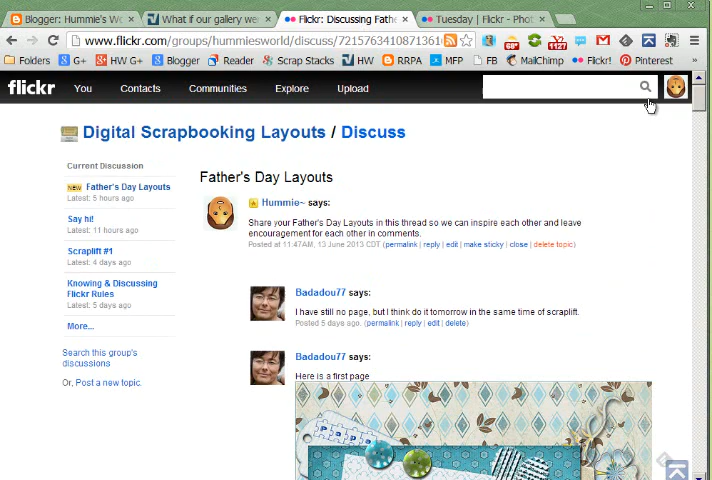 Blogger: Hummie's Wo
What if our gallery we
Flickr: Discussing Fathe
Tuesday | Flickr - Phot
www.flickr.com/groups/hummiesworld/discuss/7215763410871361
68°
1127
Folders G+ HW G+ Blogger Reader Scrap Stacks HW RRPA MFP FB MailChimp Flickr! Pinterest »
flickr You Contacts Communities Explore Upload
Digital Scrapbooking Layouts / Discuss
Current Discussion
NEW Father's Day Layouts
Latest: 5 hours ago
Say hi!
Latest: 11 hours ago
Scraplift #1
Latest: 4 days ago
Knowing & Discussing
Flickr Rules
Latest: 5 days ago
More...
Search this group's
discussions
Or, Post a new topic.
Father's Day Layouts
Hummie~ says:
Share your Father's Day Layouts in this thread so we can inspire each other and leave
encouragement for each other in comments.
Posted at 11:47AM, 13 June 2013 CDT (permalink | reply | edit | make sticky | close | delete topic)
Badadou77 says:
I have still no page, but I think do it tomorrow in the same time of scraplift.
Posted 5 days ago. (permalink | reply | edit | delete)
Badadou77 says:
Here is a first page